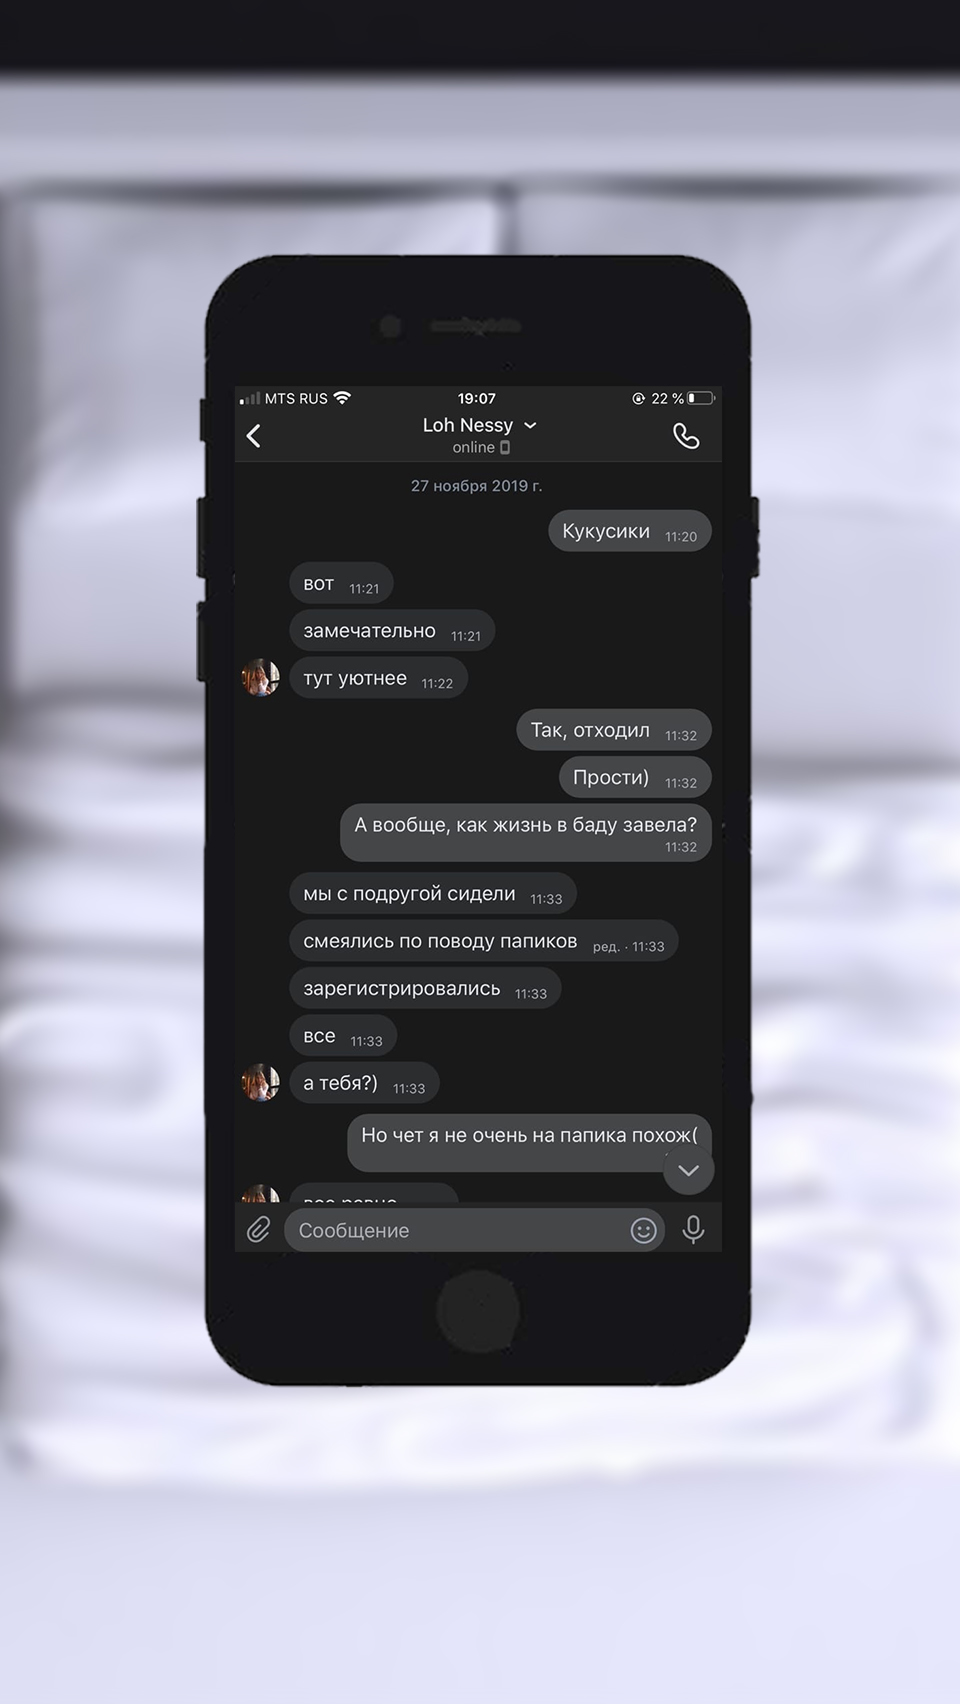 MTS RUS 19:07 22 %
Loh Nessy
online
27 ноября 2019 г.
Кукусики 11:20
вот 11:21
замечательно 11:21
тут уютнее 11:22
Так, отходил 11:32
Прости) 11:32
А вообще, как жизнь в баду завела?
11:32
мы с подругой сидели 11:33
смеялись по поводу папиков ред. · 11:33
зарегистрировались 11:33
все 11:33
а тебя?) 11:33
Но чет я не очень на папика похож(
Сообщение